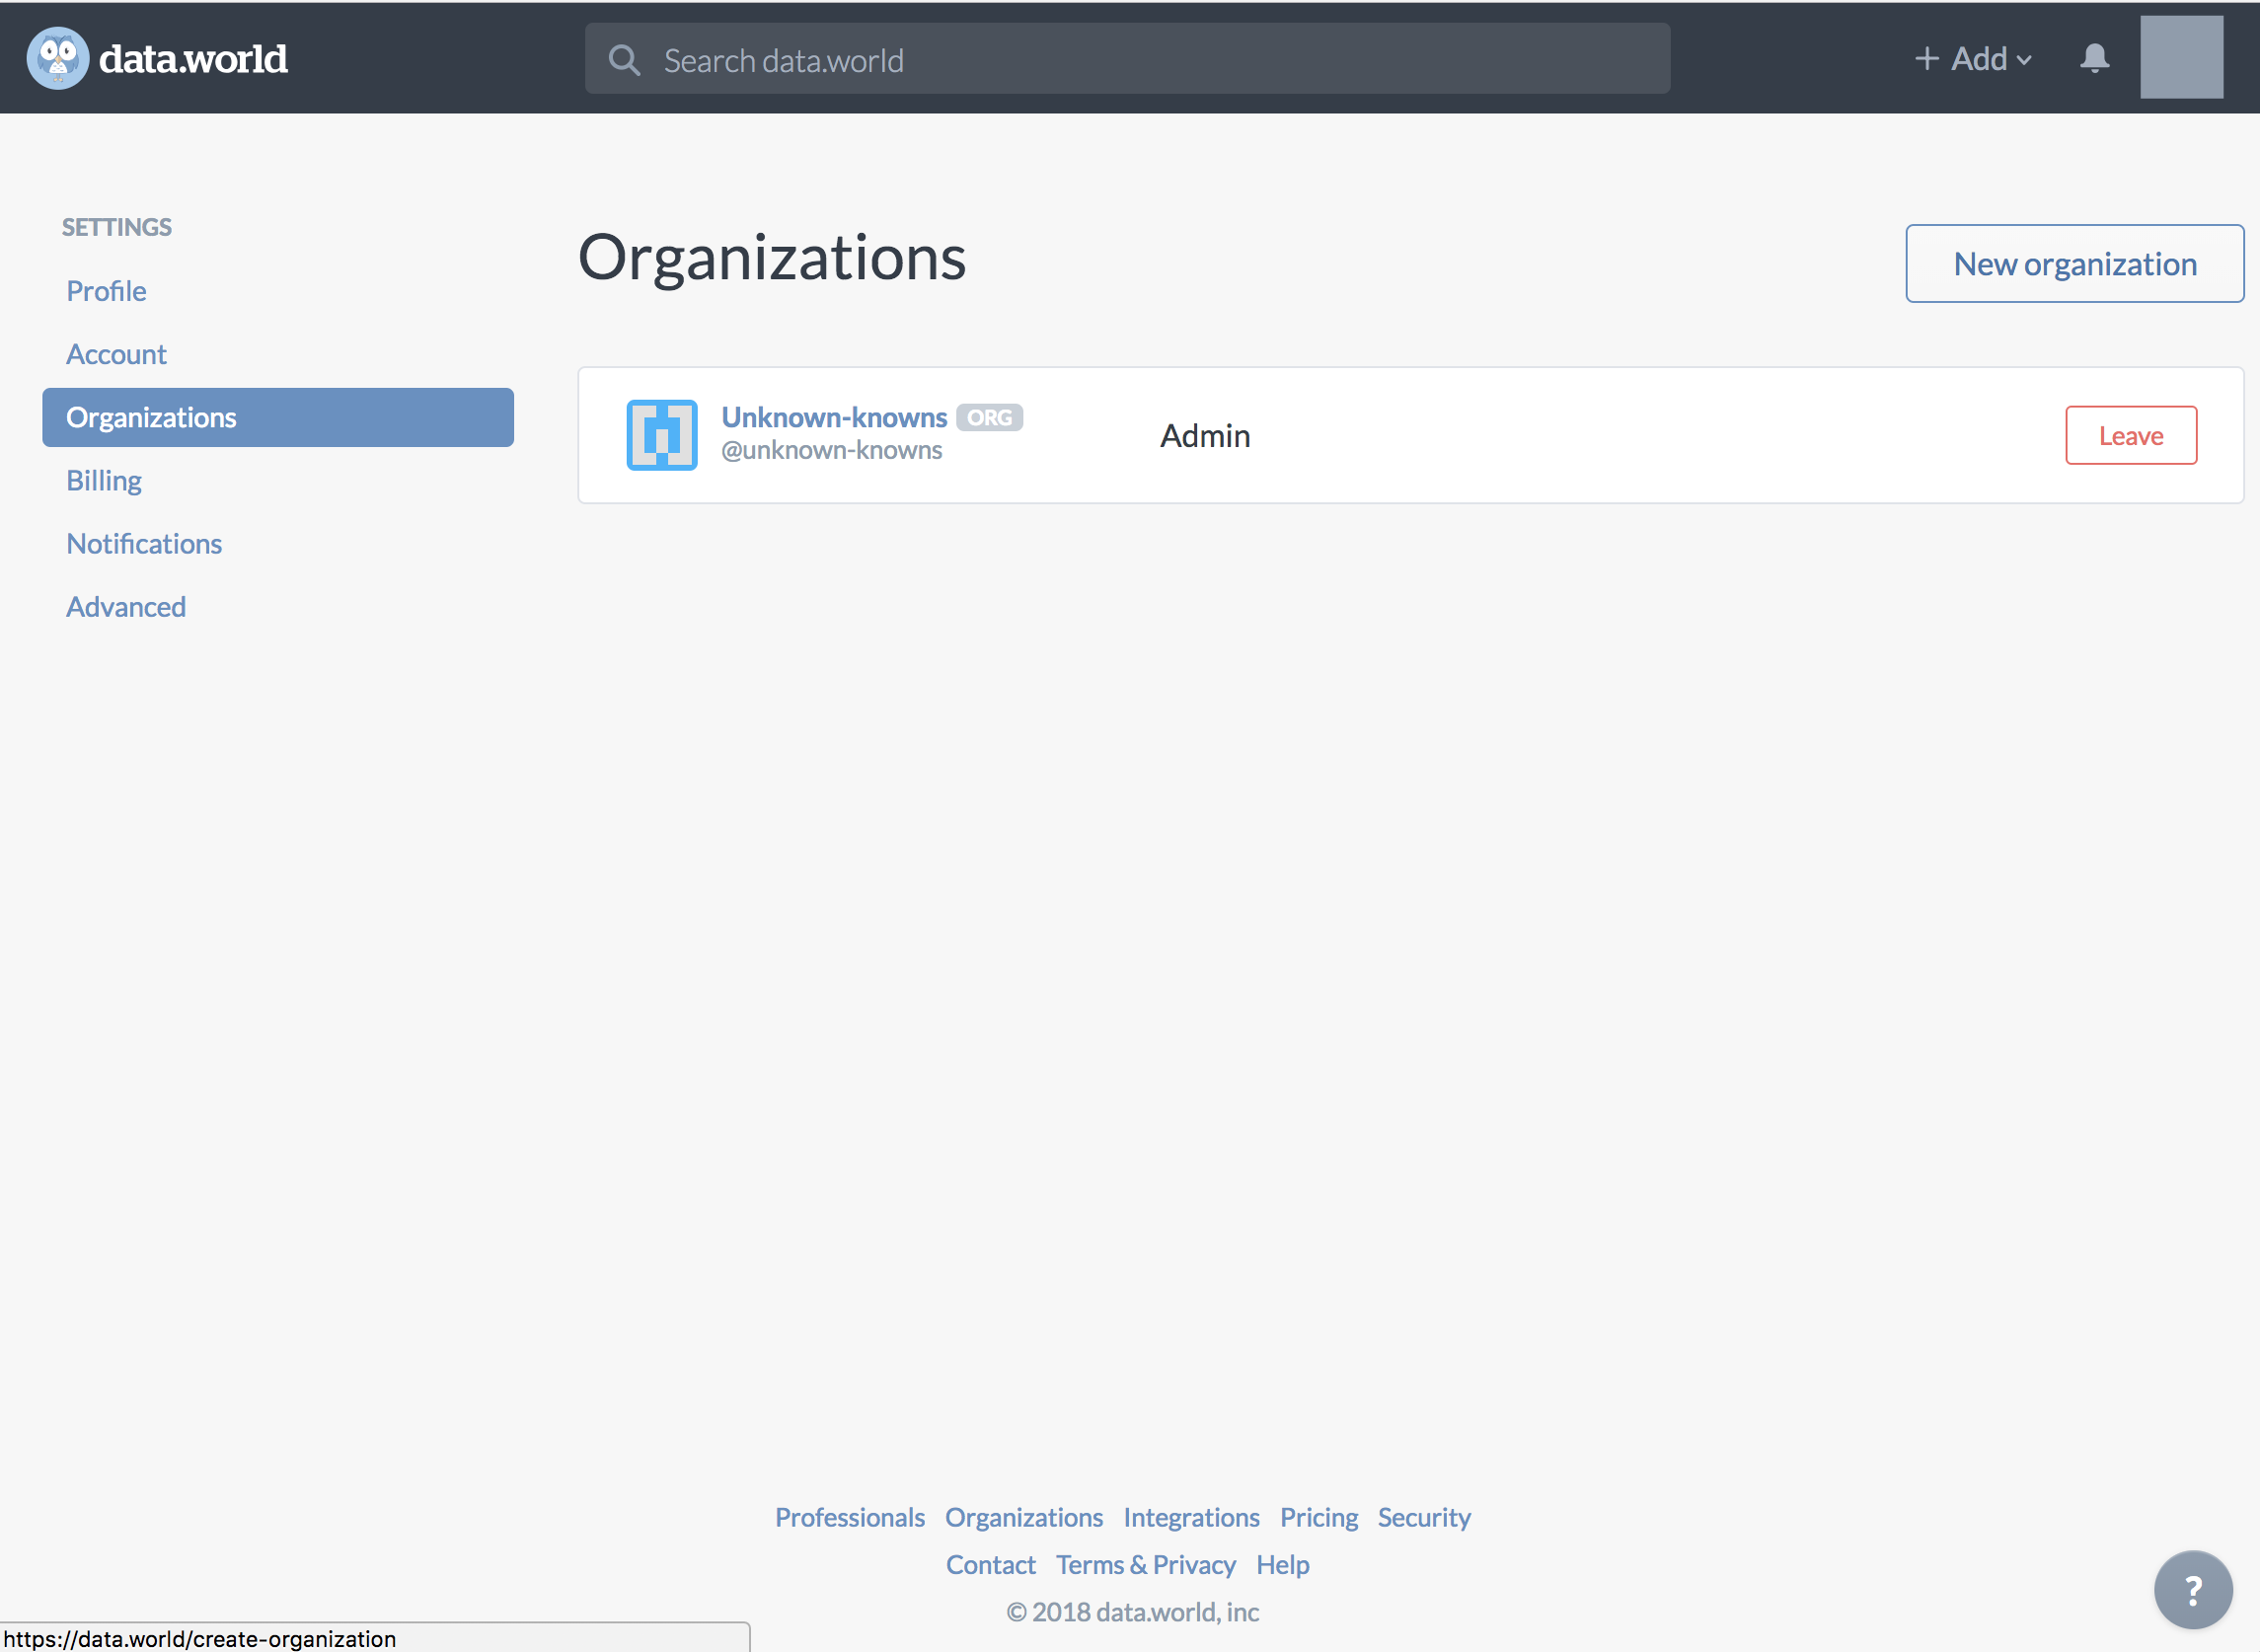 data.world
Search data.world
+ Add
SETTINGS
Profile
Account
Organizations
Billing
Notifications
Advanced
Organizations
New organization
Unknown-knowns ORG
@unknown-knowns
Admin
Leave
Professionals Organizations Integrations Pricing Security
Contact Terms & Privacy Help
© 2018 data.world, inc
?
https://data.world/create-organization